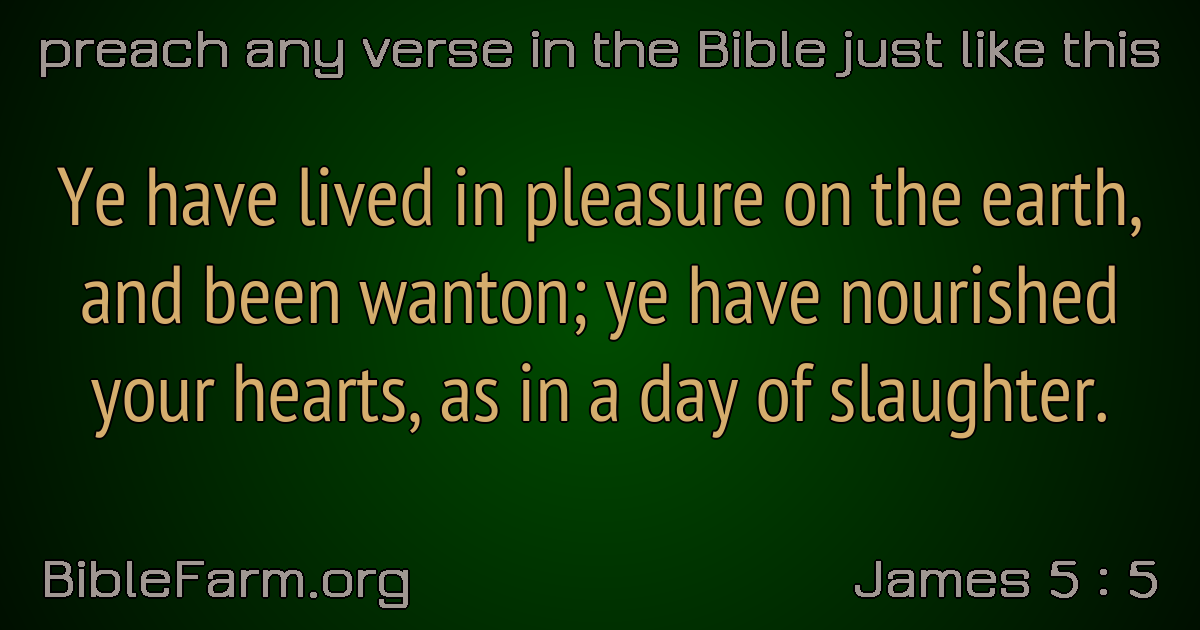 preach any verse in the Bible just like this
Ye have lived in pleasure on the earth,
and been wanton; ye have nourished
your hearts, as in a day of slaughter.
BibleFarm.org
James 5 : 5